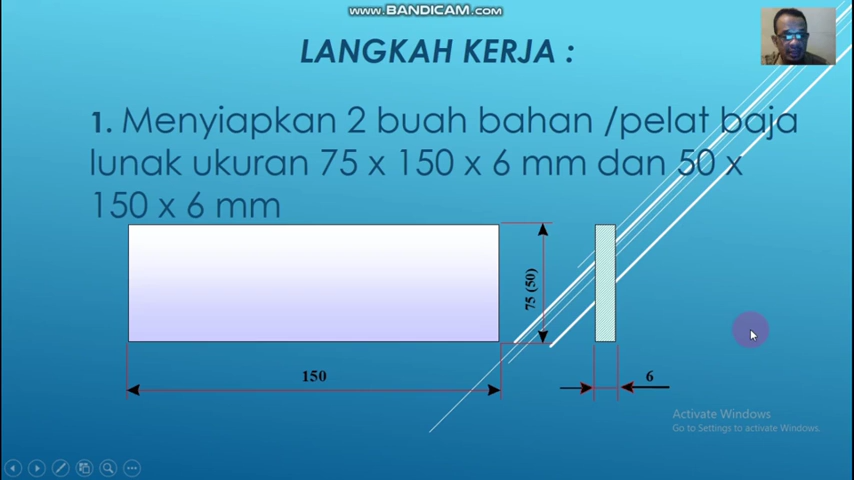 WWW.BANDICAM.COM
LANGKAH KERJA :
1. Menyiapkan 2 buah bahan /pelat baja
lunak ukuran 75 x 150 x 6 mm dan 50 x
150 x 6 mm
75 (50)
150
6
Activate Windows
Go to Settings to activate Windows.